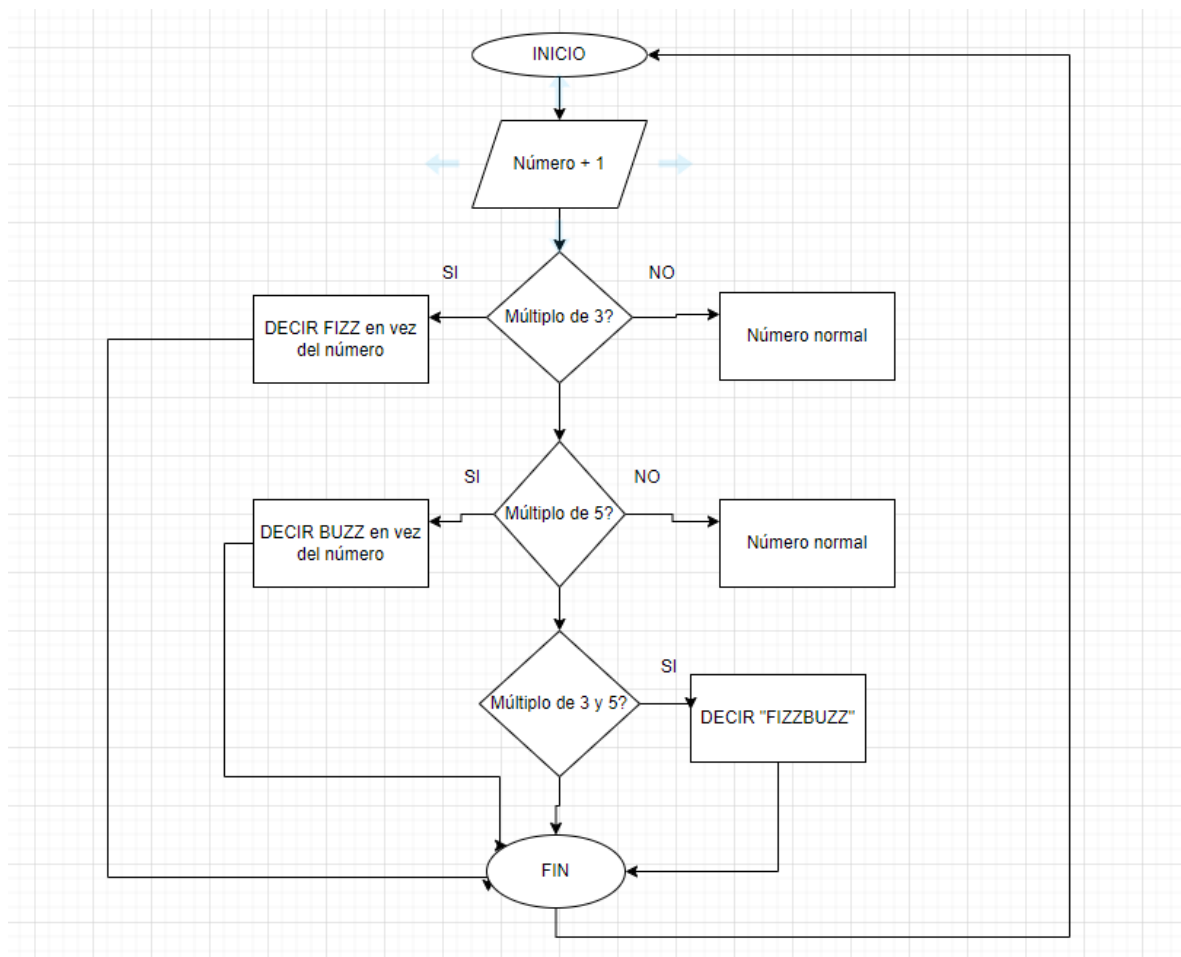 INICIO
Número + 1
SI
NO
Múltiplo de 3?
DECIR FIZZ en vez
del número
Número normal
SI
NO
Múltiplo de 5?
DECIR BUZZ en vez
del número
Número normal
SI
Múltiplo de 3 y 5?
DECIR "FIZZBUZZ"
FIN